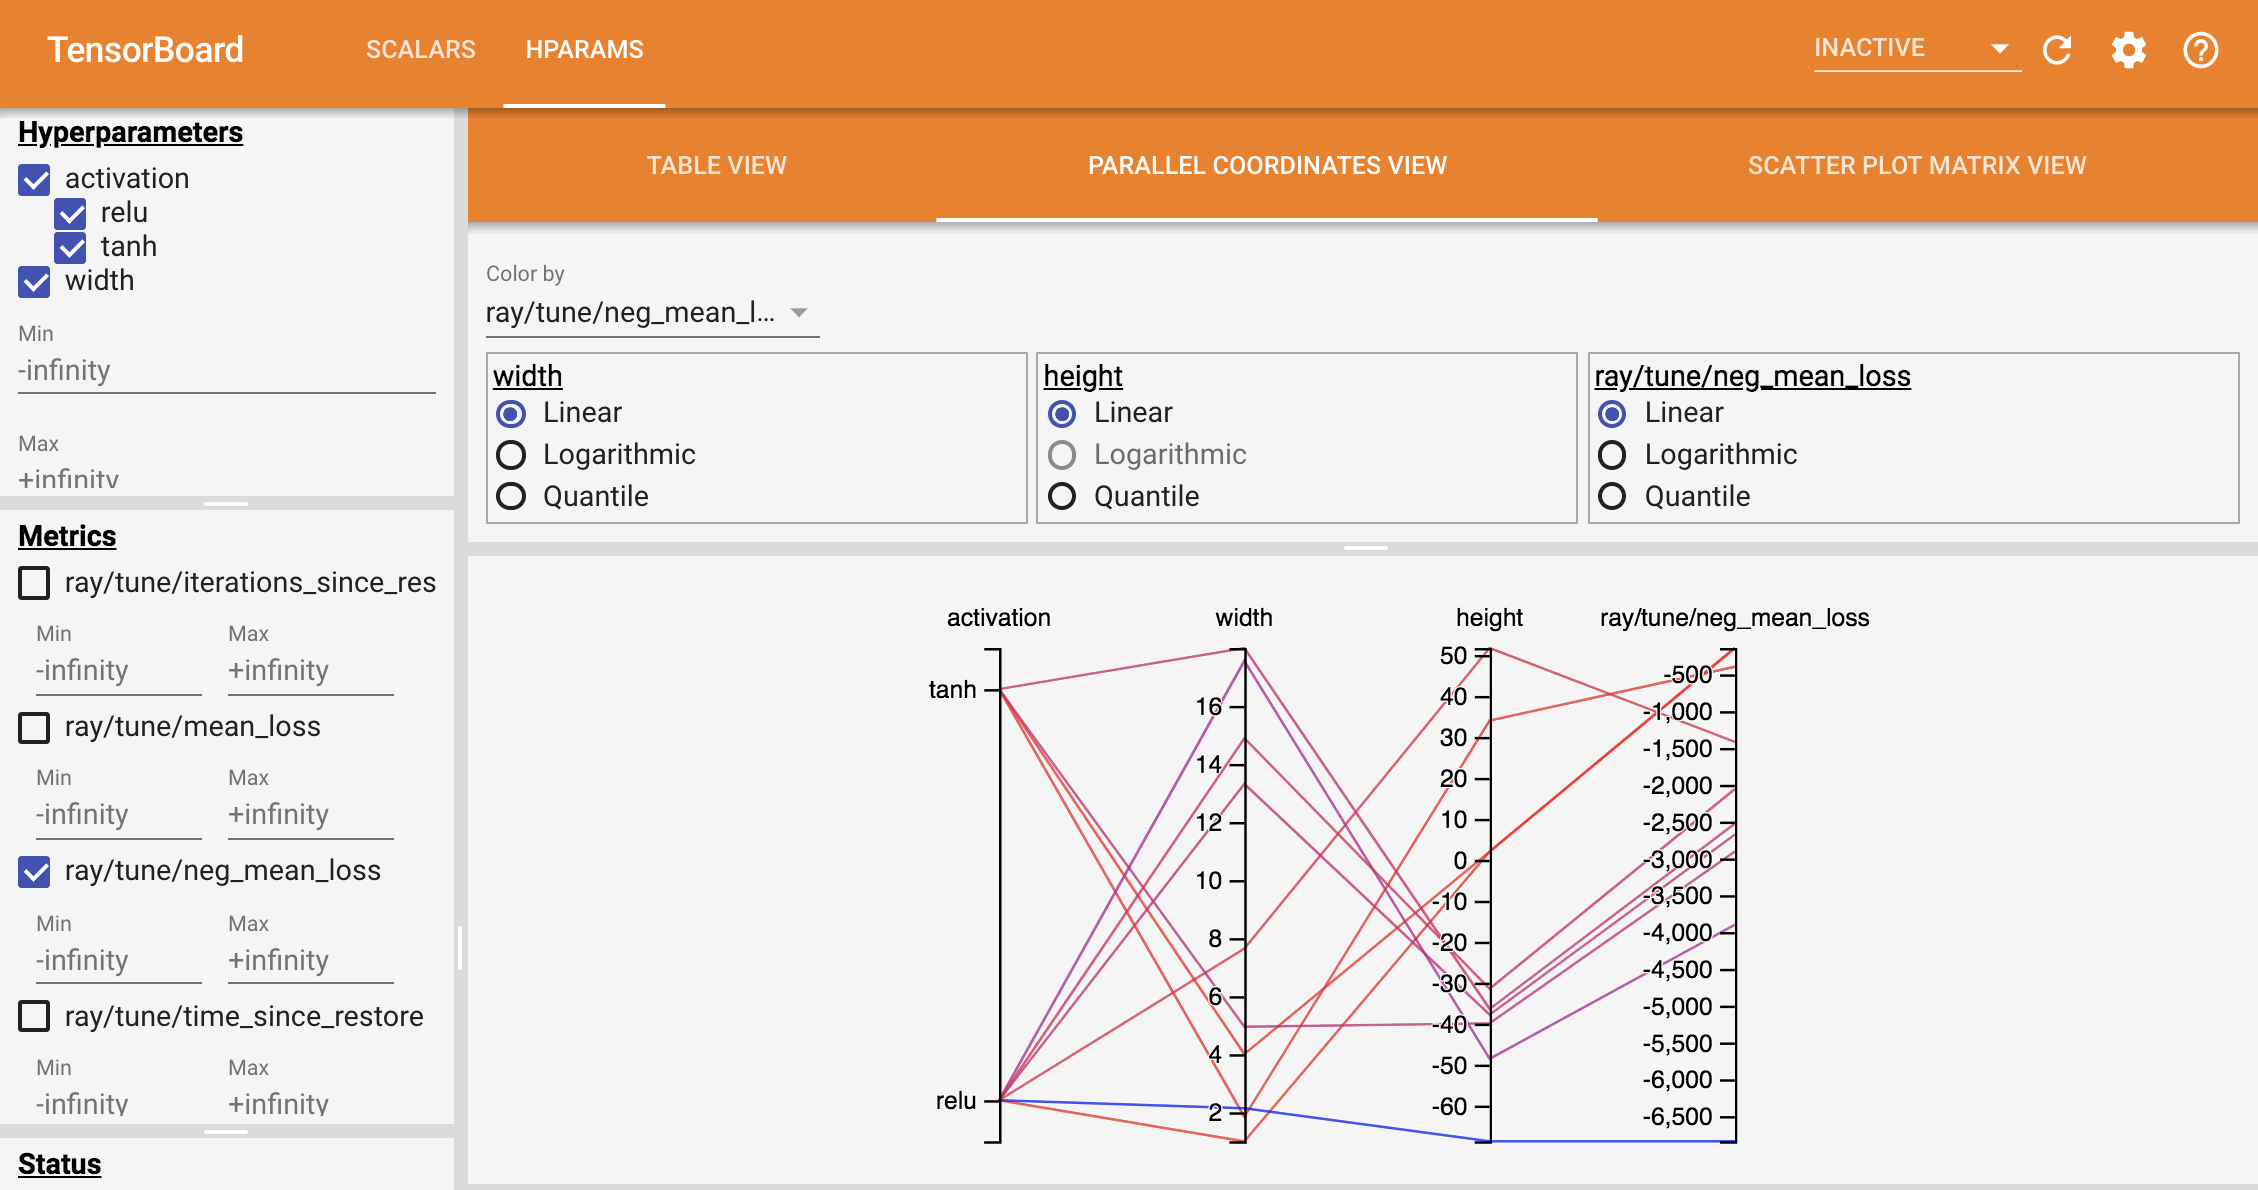 TensorBoard
SCALARS
HPARAMS
INACTIVE
Hyperparameters
activation
relu
tanh
width
Min
-infinity
Max
+infinity
Metrics
ray/tune/iterations_since_res
Min
Max
-infinity
+infinity
ray/tune/mean_loss
Min
Max
-infinity
+infinity
ray/tune/neg_mean_loss
Min
Max
-infinity
+infinity
ray/tune/time_since_restore
Min
Max
-infinity
+infinity
Status
TABLE VIEW
PARALLEL COORDINATES VIEW
SCATTER PLOT MATRIX VIEW
Color by
ray/tune/neg_mean_l...
width
Linear
Logarithmic
Quantile
height
Linear
Logarithmic
Quantile
ray/tune/neg_mean_loss
Linear
Logarithmic
Quantile
activation
tanh
relu
width
16
14
12
10
8
6
4
2
height
50
40
30
20
10
0
-10
-20
-30
-40
-50
-60
ray/tune/neg_mean_loss
-500
-1,000
-1,500
-2,000
-2,500
-3,000
-3,500
-4,000
-4,500
-5,000
-5,500
-6,000
-6,500